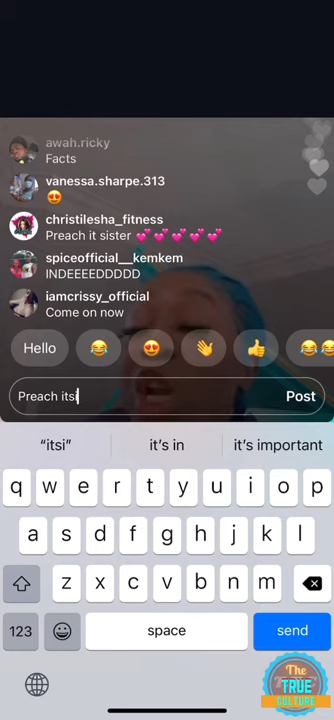 awah.ricky
Facts
vanessa.sharpe.313
😍
christilesha_fitness
Preach it sister 💕💕💕💕💕
spiceofficial__kemkem
INDEEEEDDDDD
iamcrissy_official
Come on now
Hello 😂 😍 👋 👍 😂😂
Preach itsi Post
“itsi” it’s in it’s important
q w e r t y u i o p
a s d f g h j k l
z x c v b n m
123 space send
The
TRUE
CULTURE